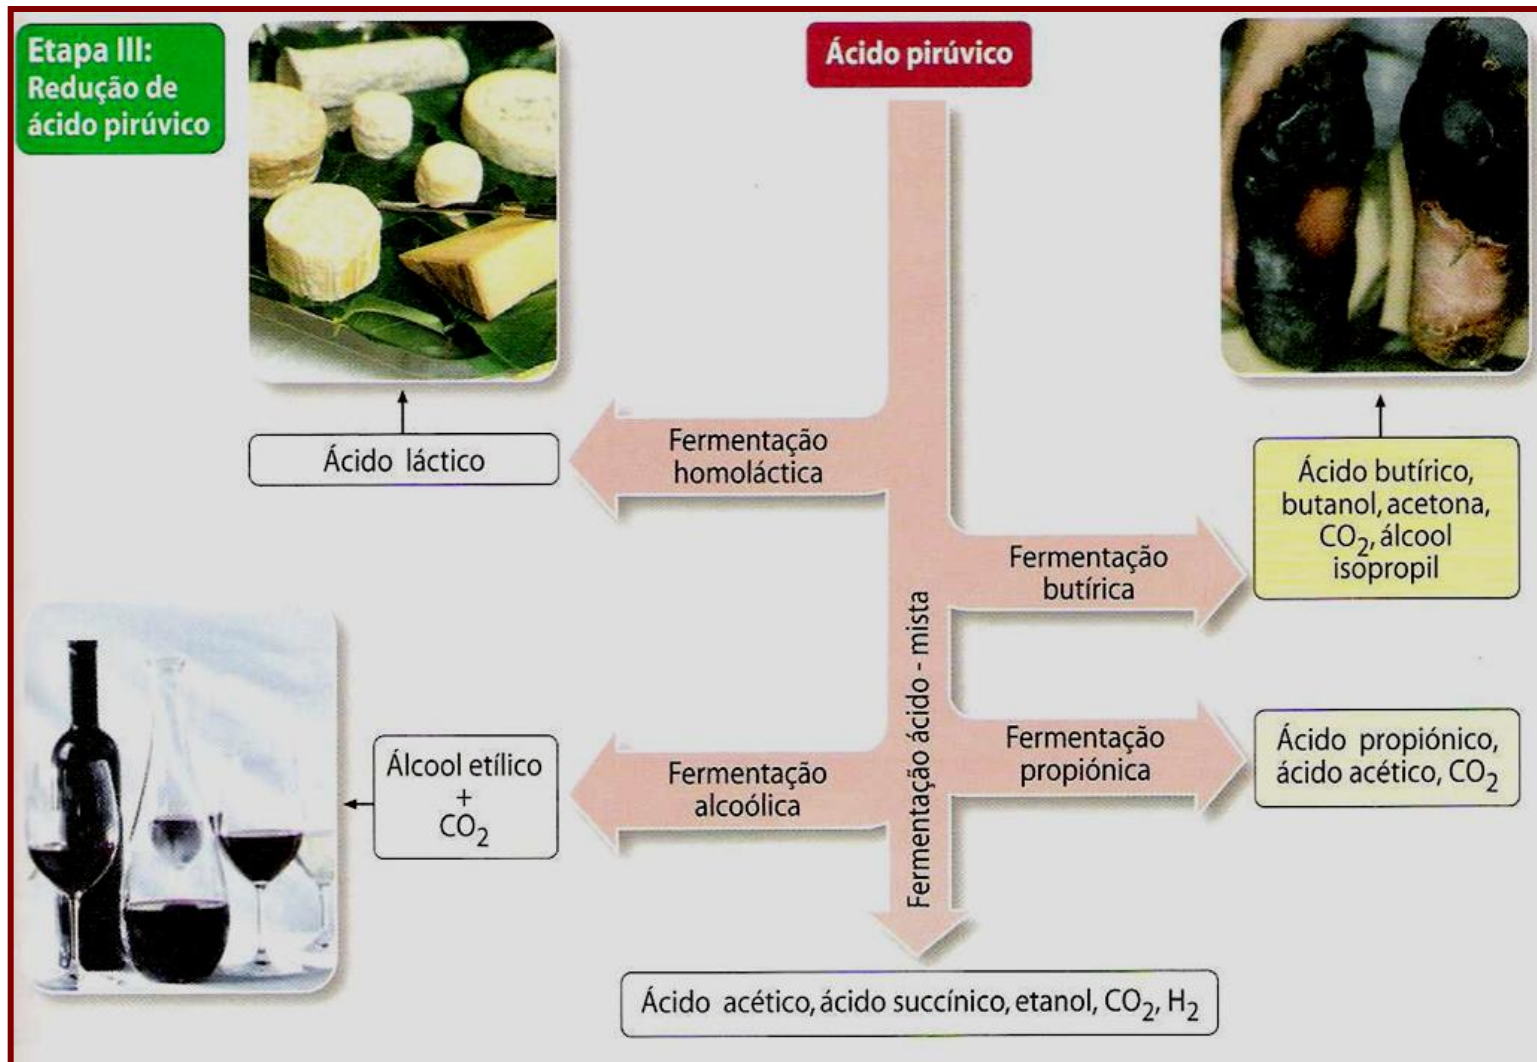 Etapa III:
Redução de
ácido pirúvico
Ácido pirúvico
Fermentação
homoláctica
Ácido láctico
Fermentação
butírica
Ácido butírico,
butanol, acetona,
CO₂, álcool
isopropil
Fermentação ácido - mista
Fermentação
alcoólica
Álcool etílico
+
CO₂
Fermentação
propiónica
Ácido propiónico,
ácido acético, CO₂
Ácido acético, ácido succínico, etanol, CO₂, H₂